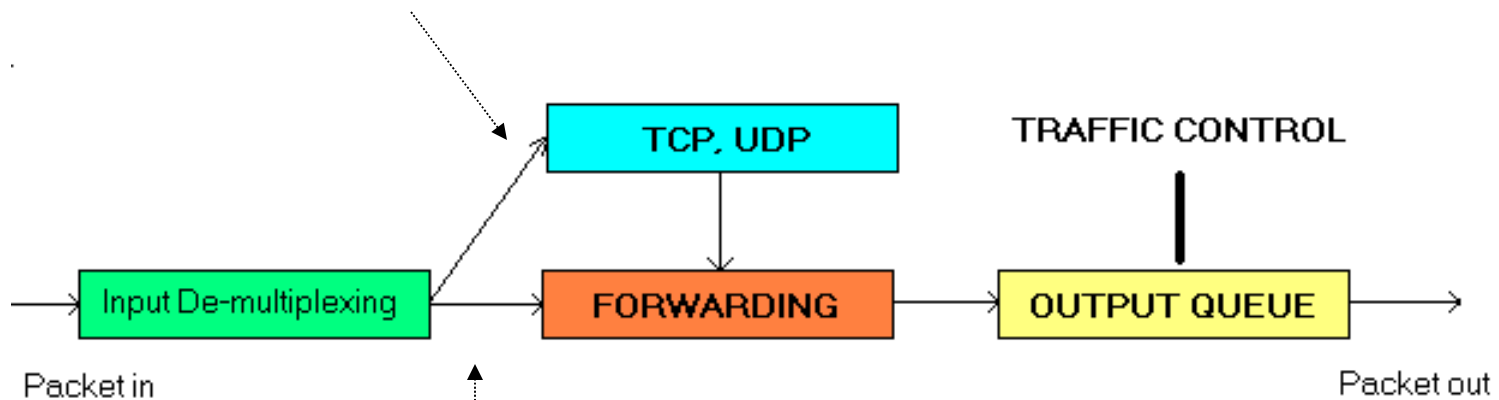 TCP, UDP
TRAFFIC CONTROL
Input De-multiplexing
FORWARDING
OUTPUT QUEUE
Packet in
Packet out